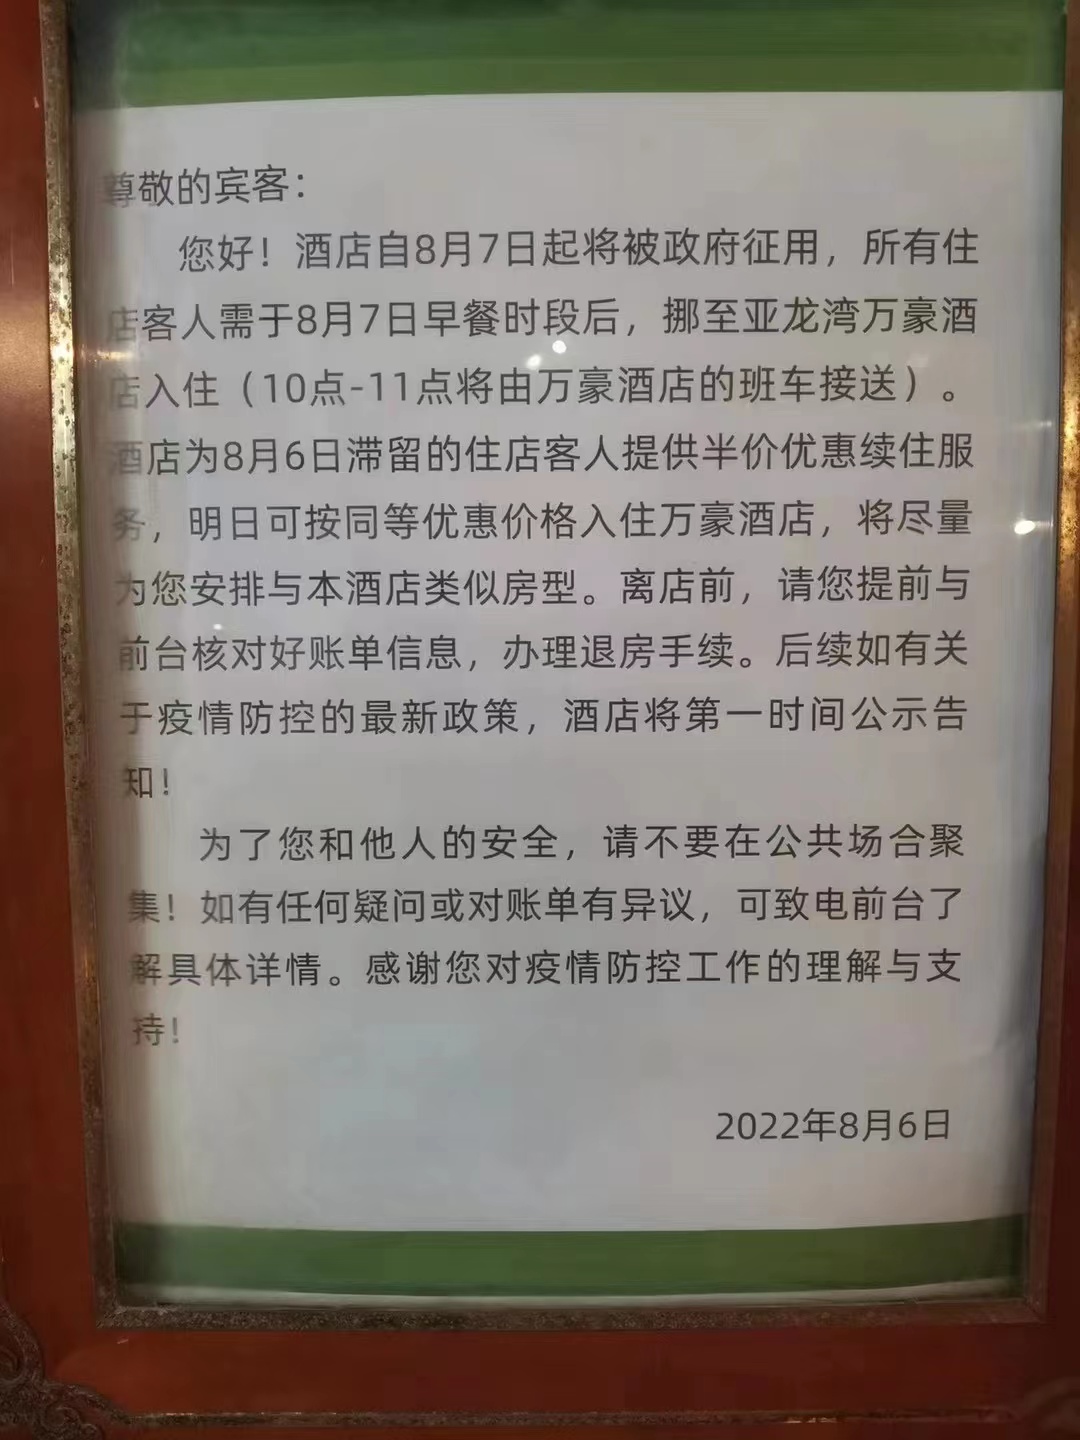 尊敬的宾客：
您好！酒店自8月7日起将被政府征用，所有住
店客人需于8月7日早餐时段后，挪至亚龙湾万豪酒
店入住（10点-11点将由万豪酒店的班车接送）。
酒店为8月6日滞留的住店客人提供半价优惠续住服
务，明日可按同等优惠价格入住万豪酒店，将尽量
为您安排与本酒店类似房型。离店前，请您提前与
前台核对好账单信息，办理退房手续。后续如有关
于疫情防控的最新政策，酒店将第一时间公示告
知！
为了您和他人的安全，请不要在公共场合聚
集！如有任何疑问或对账单有异议，可致电前台了
解具体详情。感谢您对疫情防控工作的理解与支
持！
2022年8月6日